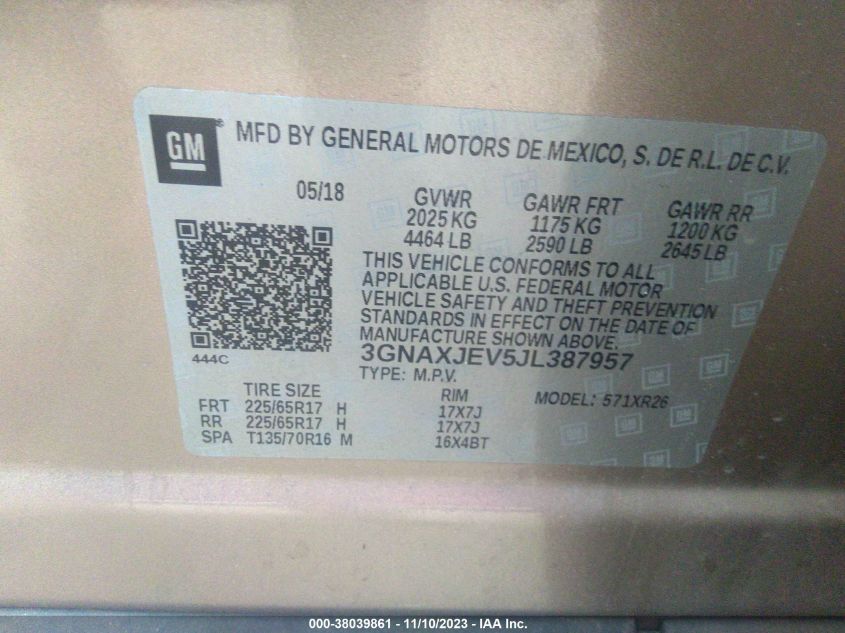 GM®
MFD BY GENERAL MOTORS DE MEXICO, S. DE R.L. DE C.V.
05/18
GVWR GAWR FRT GAWR RR
2025 KG 1175 KG 1200 KG
4464 LB 2590 LB 2645 LB
THIS VEHICLE CONFORMS TO ALL
APPLICABLE U.S. FEDERAL MOTOR
VEHICLE SAFETY AND THEFT PREVENTION
STANDARDS IN EFFECT ON THE DATE OF
MANUFACTURE SHOWN ABOVE.
444C
3GNAXJEV5JL387957
TYPE: M.P.V.
MODEL: 571XR26
TIRE SIZE RIM
FRT 225/65R17 H 17X7J
RR 225/65R17 H 17X7J
SPA T135/70R16 M 16X4BT
000-38039861 - 11/10/2023 - IAA Inc.